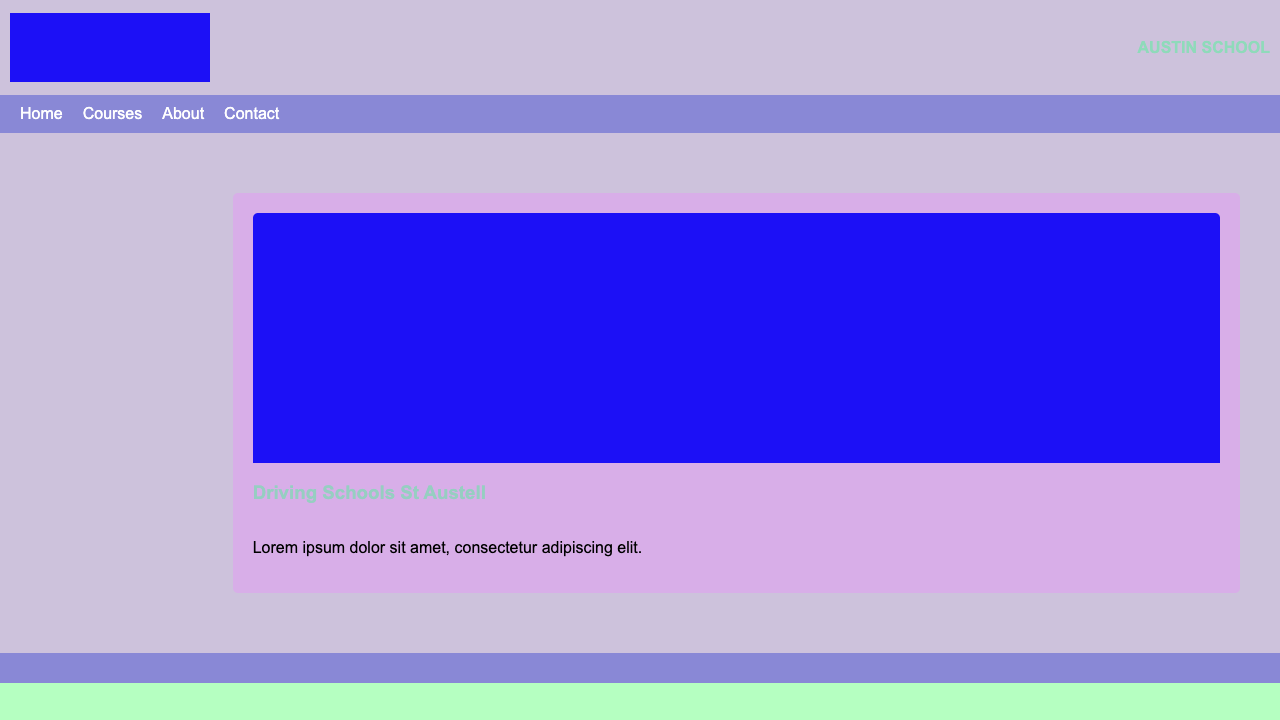 AUSTIN SCHOOL
Home Courses About Contact
Driving Schools St Austell
Lorem ipsum dolor sit amet, consectetur adipiscing elit.